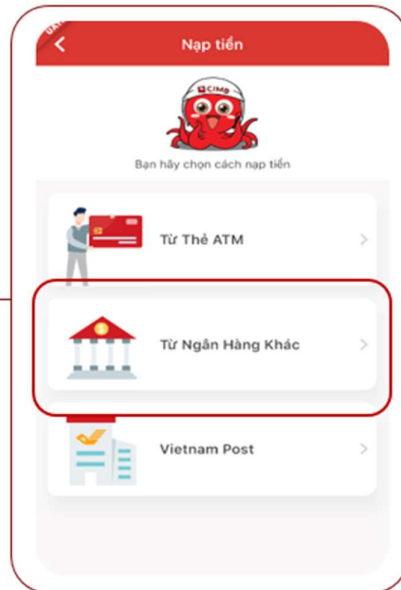 Nạp tiền
CIMB
Bạn hãy chọn cách nạp tiền
Từ Thẻ ATM
Từ Ngân Hàng Khác
Vietnam Post